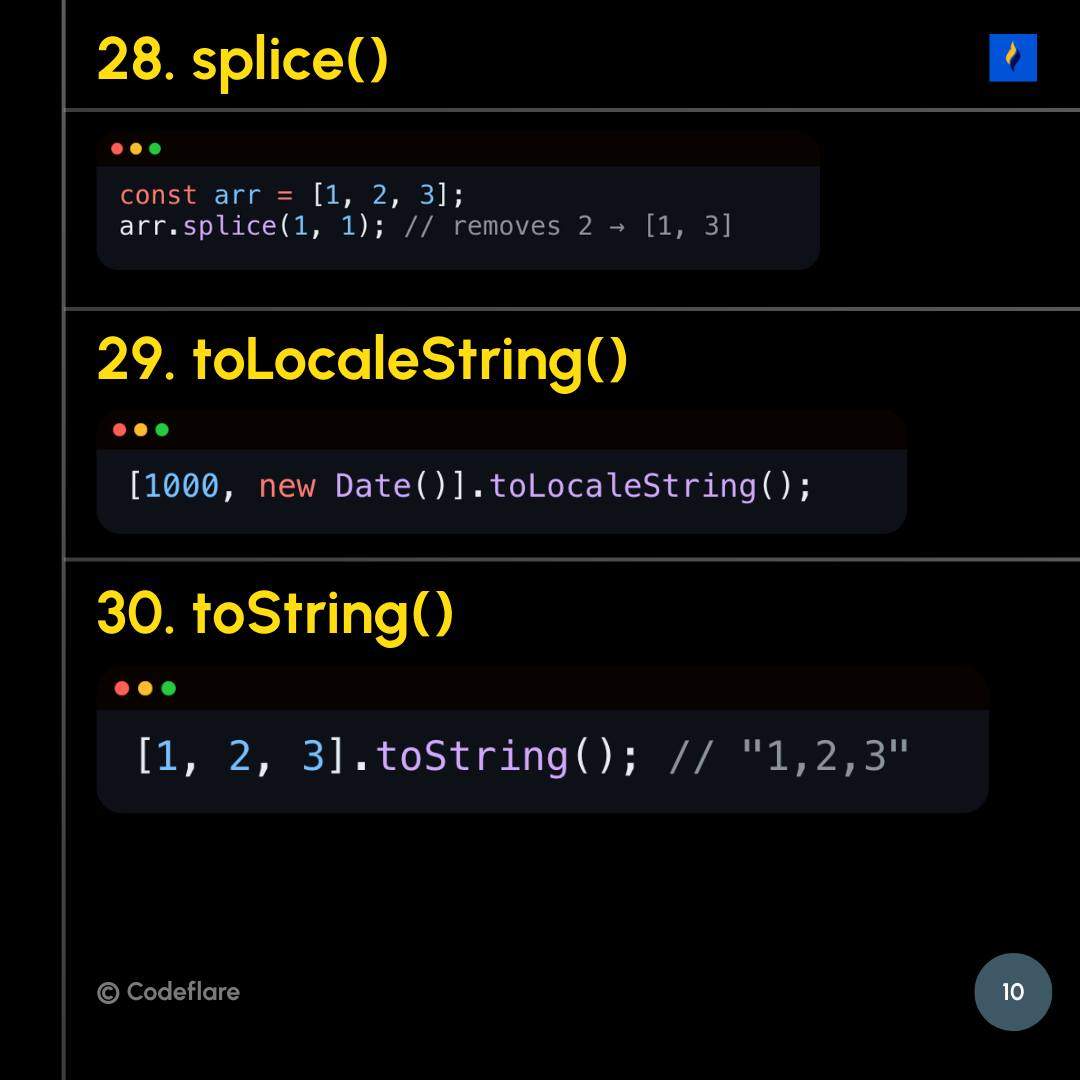 28. splice()
const arr = [1, 2, 3];
arr.splice(1, 1); // removes 2 → [1, 3]
29. toLocaleString()
[1000, new Date()].toLocaleString();
30. toString()
[1, 2, 3].toString(); // "1,2,3"
© Codeflare
10